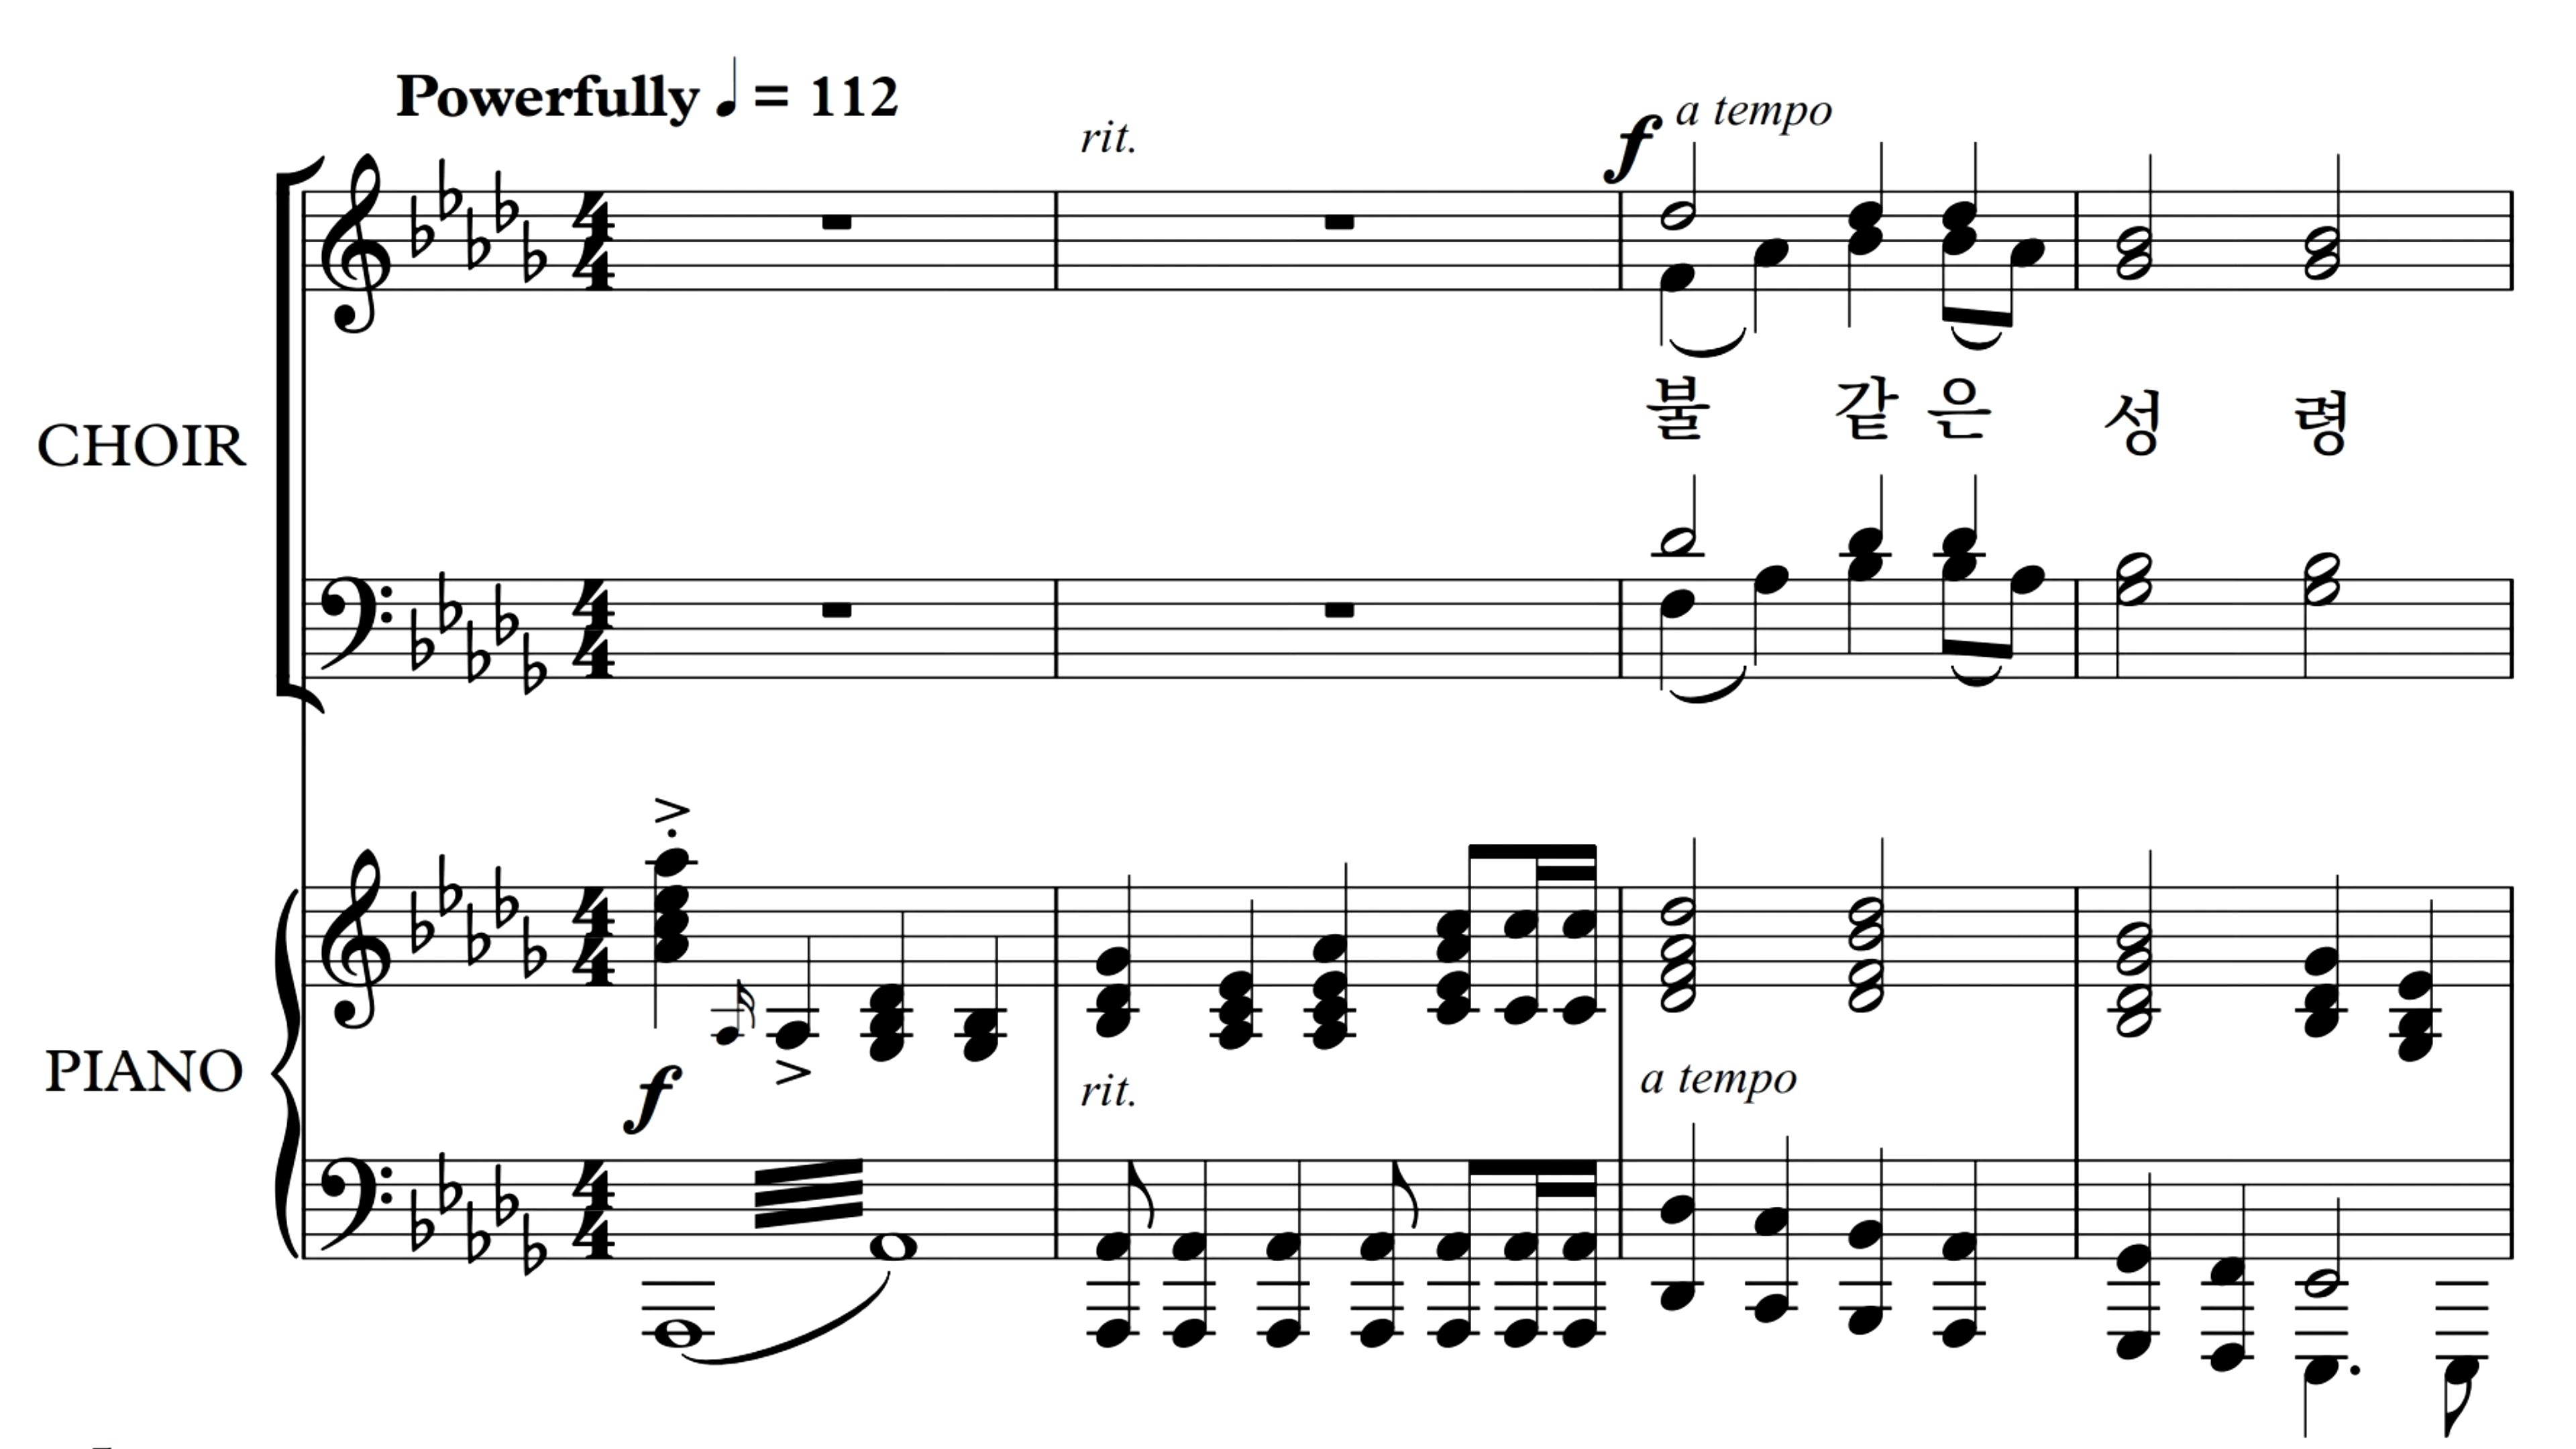 Powerfully ♩= 112
rit.
f a tempo
불 같 은 성 령
CHOIR
f
PIANO
rit.
a tempo